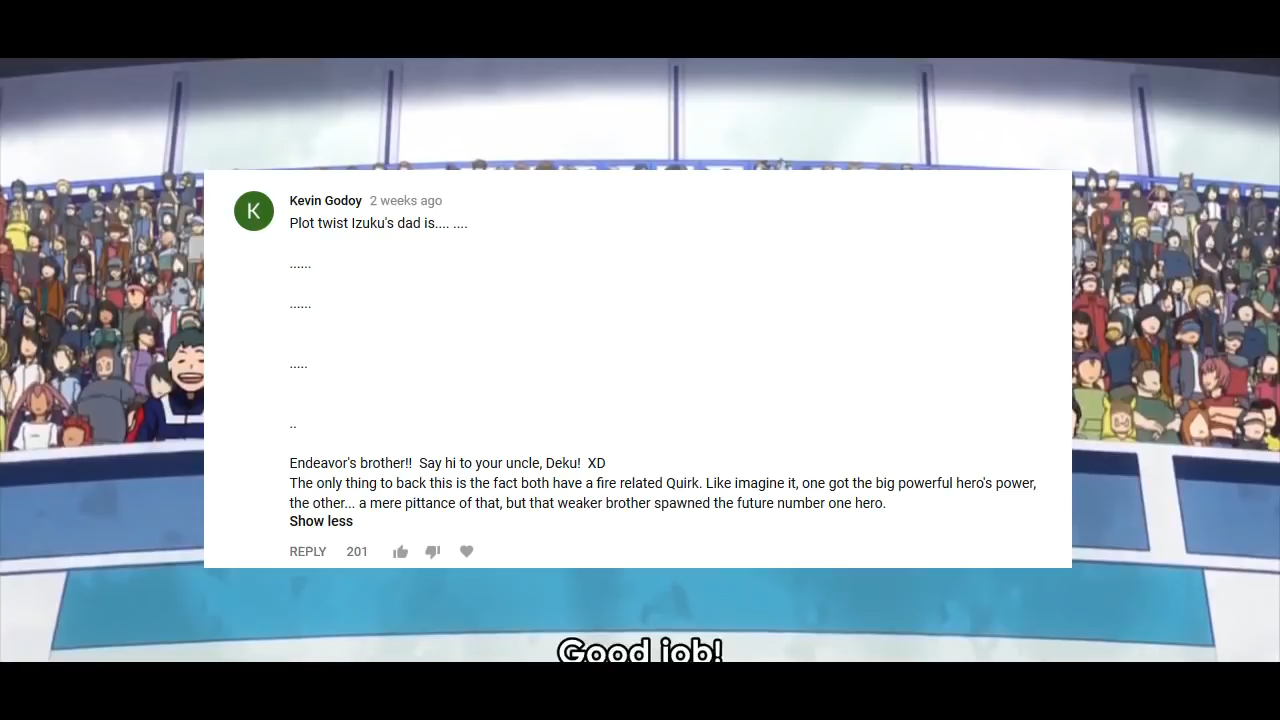 K
Kevin Godoy 2 weeks ago
Plot twist Izuku's dad is.... ....
......
......
.....
..
Endeavor's brother!!  Say hi to your uncle, Deku!  XD
The only thing to back this is the fact both have a fire related Quirk. Like imagine it, one got the big powerful hero's power,
the other... a mere pittance of that, but that weaker brother spawned the future number one hero.
Show less
REPLY 201
Good job!